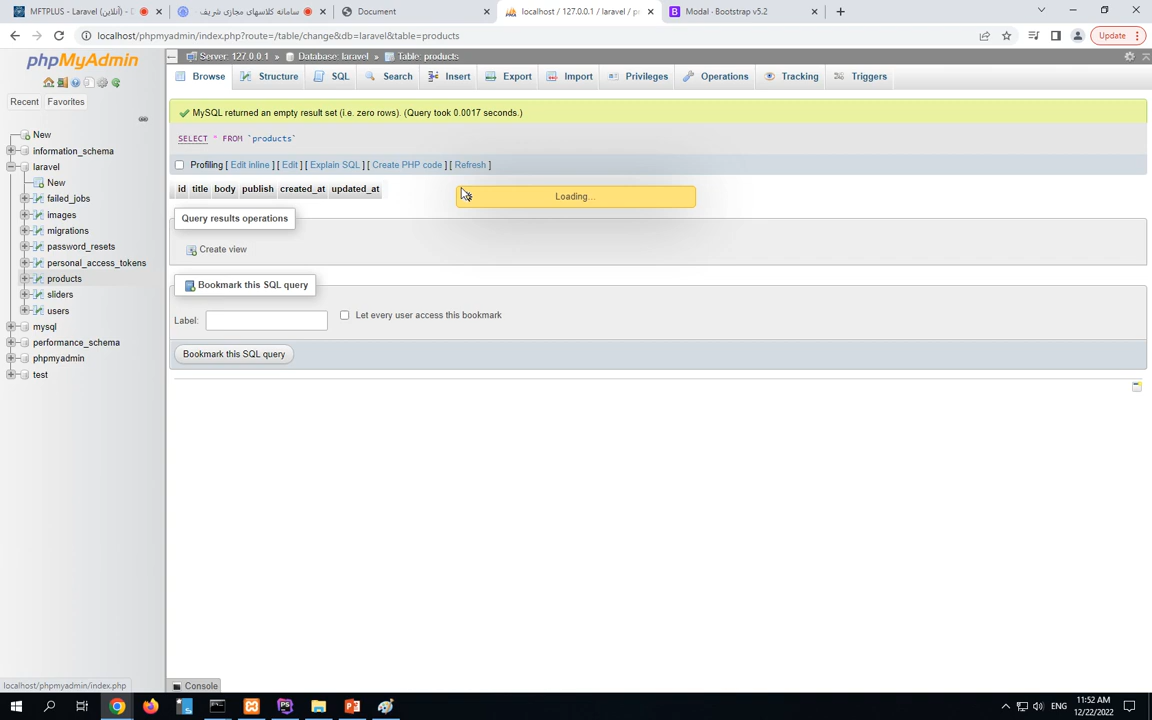 MFTPLUS - Laravel (آنلاین) - D
سامانه کلاسهای مجازی شریف
Document
localhost / 127.0.0.1 / laravel / pr
Modal · Bootstrap v5.2
localhost/phpmyadmin/index.php?route=/table/change&db=laravel&table=products
Update
phpMyAdmin
Recent
Favorites
New
information_schema
laravel
New
failed_jobs
images
migrations
password_resets
personal_access_tokens
products
sliders
users
mysql
performance_schema
phpmyadmin
test
Server: 127.0.0.1 » Database: laravel » Table: products
Browse Structure SQL Search Insert Export Import Privileges Operations Tracking Triggers
MySQL returned an empty result set (i.e. zero rows). (Query took 0.0017 seconds.)
SELECT * FROM `products`
Profiling [ Edit inline ] [ Edit ] [ Explain SQL ] [ Create PHP code ] [ Refresh ]
id title body publish created_at updated_at
Loading...
Query results operations
Create view
Bookmark this SQL query
Label:
Let every user access this bookmark
Bookmark this SQL query
localhost/phpmyadmin/index.php
Console
ENG
11:52 AM
12/22/2022